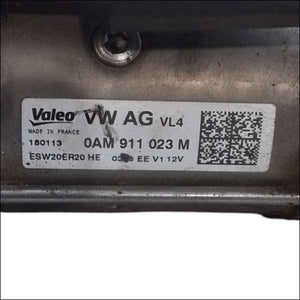 Valeo VW AG VL4
MADE IN FRANCE
180113 0AM 911 023 M
ESW20ER20 HE EE V1 12V